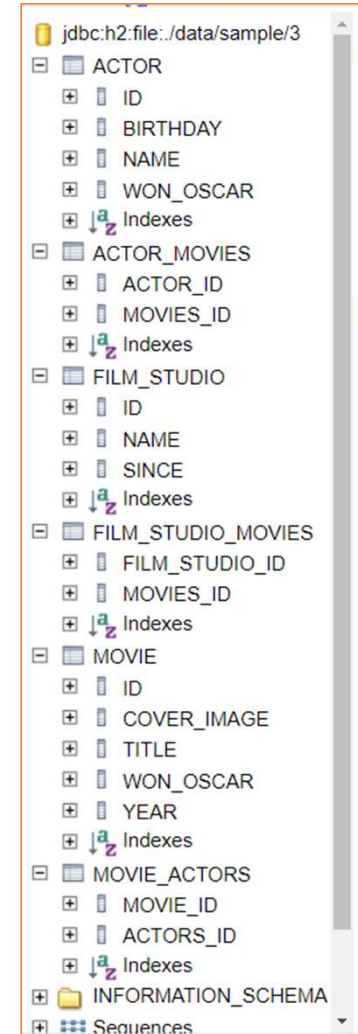 jdbc:h2:file:./data/sample/3
ACTOR
ID
BIRTHDAY
NAME
WON_OSCAR
Indexes
ACTOR_MOVIES
ACTOR_ID
MOVIES_ID
Indexes
FILM_STUDIO
ID
NAME
SINCE
Indexes
FILM_STUDIO_MOVIES
FILM_STUDIO_ID
MOVIES_ID
Indexes
MOVIE
ID
COVER_IMAGE
TITLE
WON_OSCAR
YEAR
Indexes
MOVIE_ACTORS
MOVIE_ID
ACTORS_ID
Indexes
INFORMATION_SCHEMA
Sequences